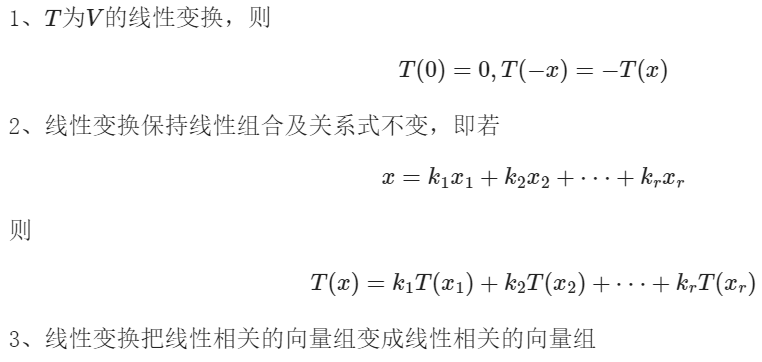 1、T为V的线性变换，则
T(0) = 0, T(−x) = −T(x)
2、线性变换保持线性组合及关系式不变，即若
x = k₁x₁ + k₂x₂ + · · · + kᵣxᵣ
则
T(x) = k₁T(x₁) + k₂T(x₂) + · · · + kᵣT(xᵣ)
3、线性变换把线性相关的向量组变成线性相关的向量组